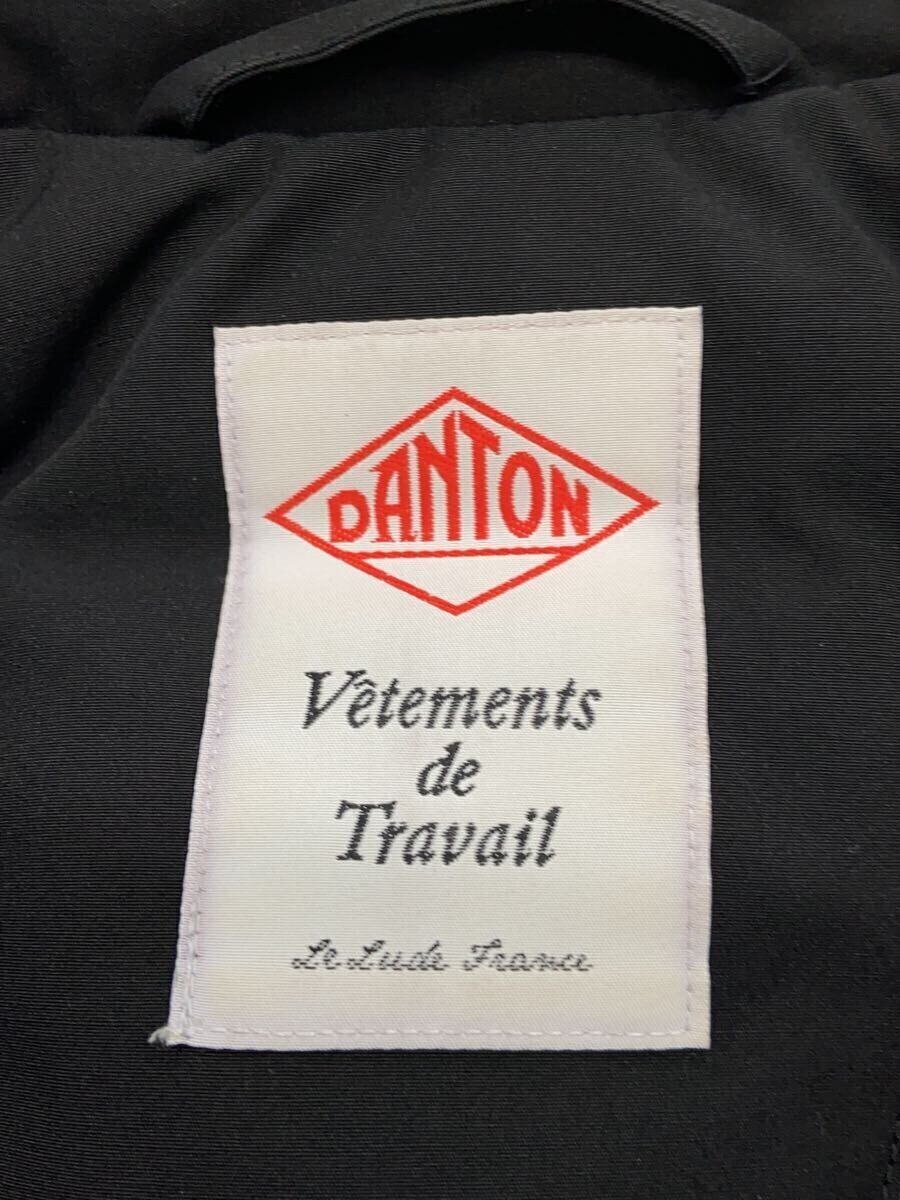 DANTON
Vêtements
de
Travail
Le Lude France